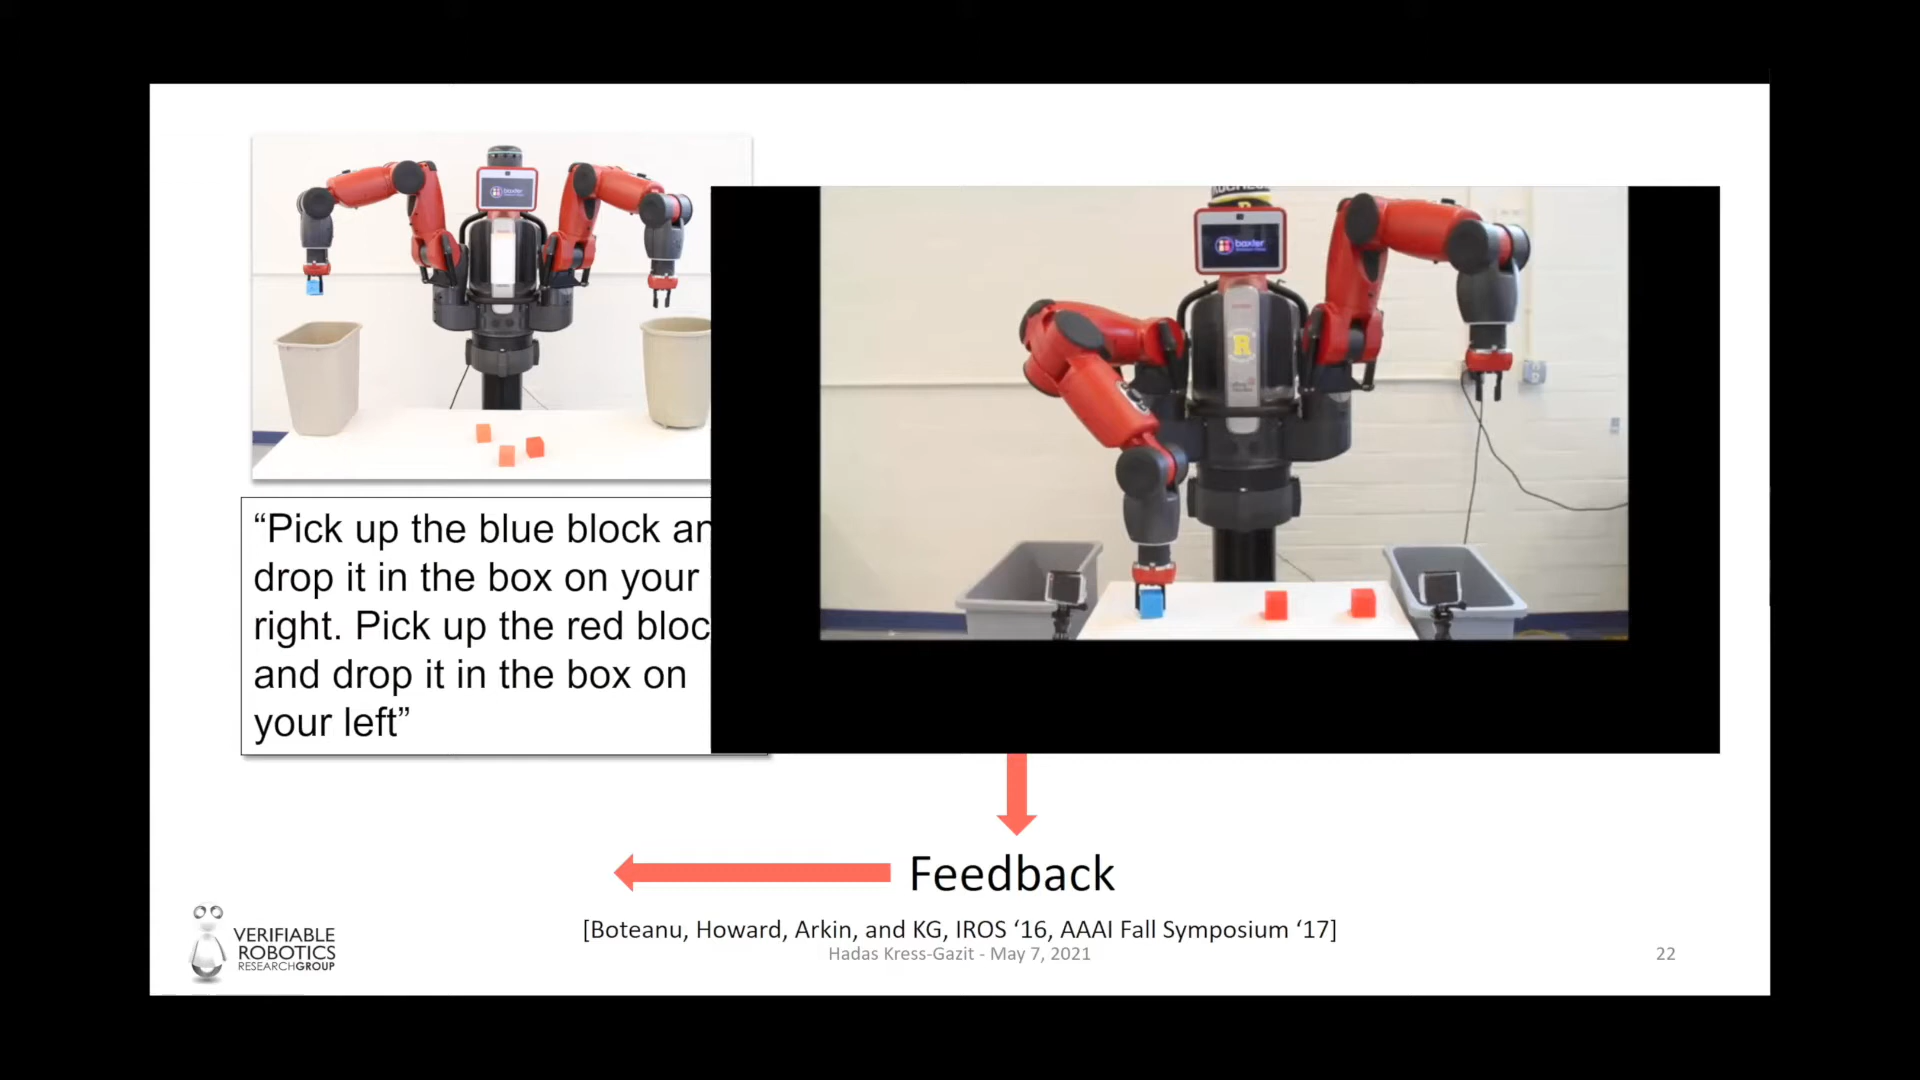 baxter
baxter
R
“Pick up the blue block an
drop it in the box on your
right. Pick up the red bloc
and drop it in the box on
your left”
Feedback
[Boteanu, Howard, Arkin, and KG, IROS ‘16, AAAI Fall Symposium ‘17]
Hadas Kress-Gazit - May 7, 2021
22
VERIFIABLE
ROBOTICS
RESEARCHGROUP